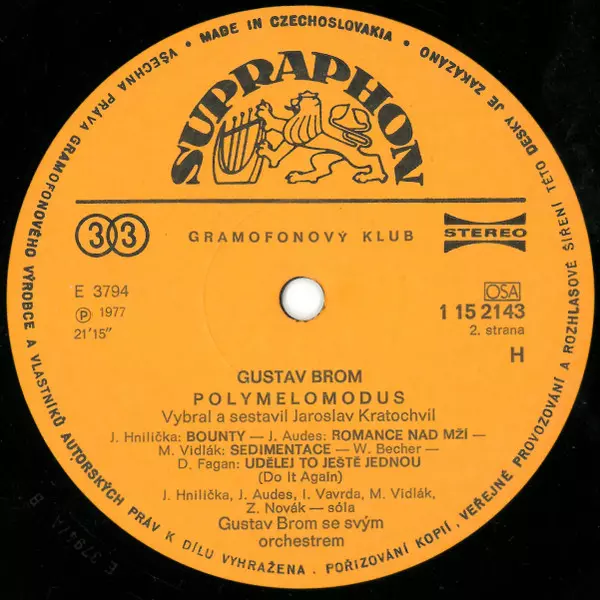 • VŠECHNA PRÁVA GRAMOFONOVÉHO VÝROBCE A VLASTNÍKŮ AUTORSKÝCH PRÁV K DÍLU VYHRAŽENA . POŘIZOVÁNÍ KOPIÍ, VEŘEJNÉ PROVOZOVÁNÍ A ROZHLASOVÉ ŠÍŘENÍ TÉTO DESKY JE ZAKÁZÁNO •
MADE IN CZECHOSLOVAKIA
SUPRAPHON
33
GRAMOFONOVÝ KLUB
STEREO
E 3794
OSA
Ⓟ 1977
1 15 2143
21'15"
2. strana
H
GUSTAV BROM
POLYMELOMODUS
Vybral a sestavil Jaroslav Kratochvil
J. Hnilička: BOUNTY — J. Audes: ROMANCE NAD MŽÍ —
M. Vidlák: SEDIMENTACE — W. Becher —
D. Fagan: UDĚLEJ TO JEŠTĚ JEDNOU
(Do It Again)
J. Hnilička, J. Audes, I. Vavrda, M. Vidlák,
Z. Novák — sóla
Gustav Brom se svým
orchestrem
E 3794/A B